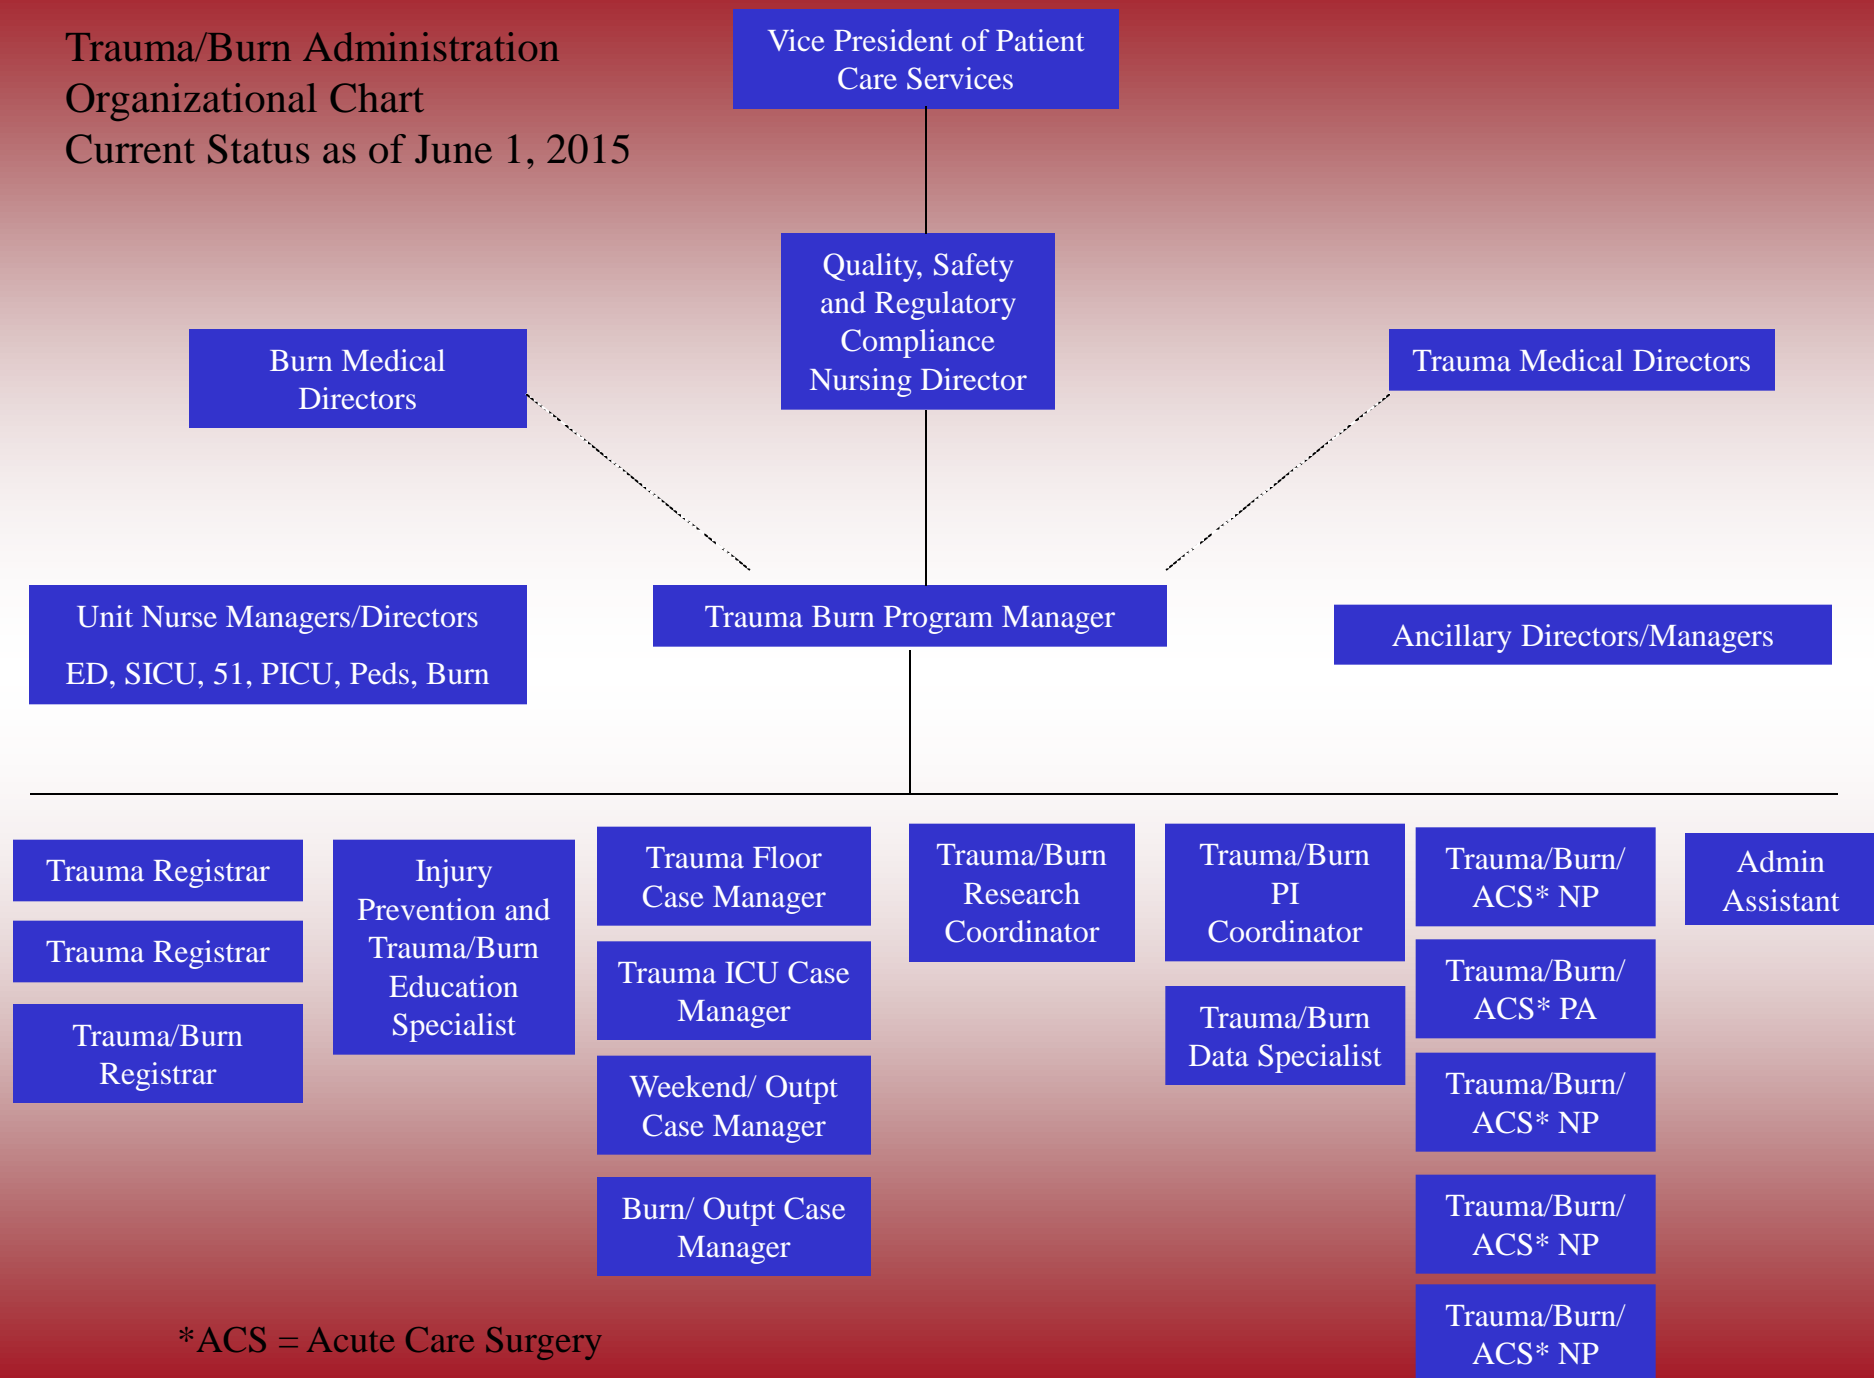 Trauma/Burn Administration
Organizational Chart
Current Status as of June 1, 2015
Vice President of Patient
Care Services
Quality, Safety
and Regulatory
Compliance
Nursing Director
Burn Medical
Directors
Trauma Medical Directors
Unit Nurse Managers/Directors
ED, SICU, 51, PICU, Peds, Burn
Trauma Burn Program Manager
Ancillary Directors/Managers
Trauma Registrar
Trauma Registrar
Trauma/Burn
Registrar
Injury
Prevention and
Trauma/Burn
Education
Specialist
Trauma Floor
Case Manager
Trauma ICU Case
Manager
Weekend/ Outpt
Case Manager
Burn/ Outpt Case
Manager
Trauma/Burn
Research
Coordinator
Trauma/Burn
PI
Coordinator
Trauma/Burn
Data Specialist
Trauma/Burn/
ACS* NP
Trauma/Burn/
ACS* PA
Trauma/Burn/
ACS* NP
Trauma/Burn/
ACS* NP
Trauma/Burn/
ACS* NP
Admin
Assistant
*ACS = Acute Care Surgery